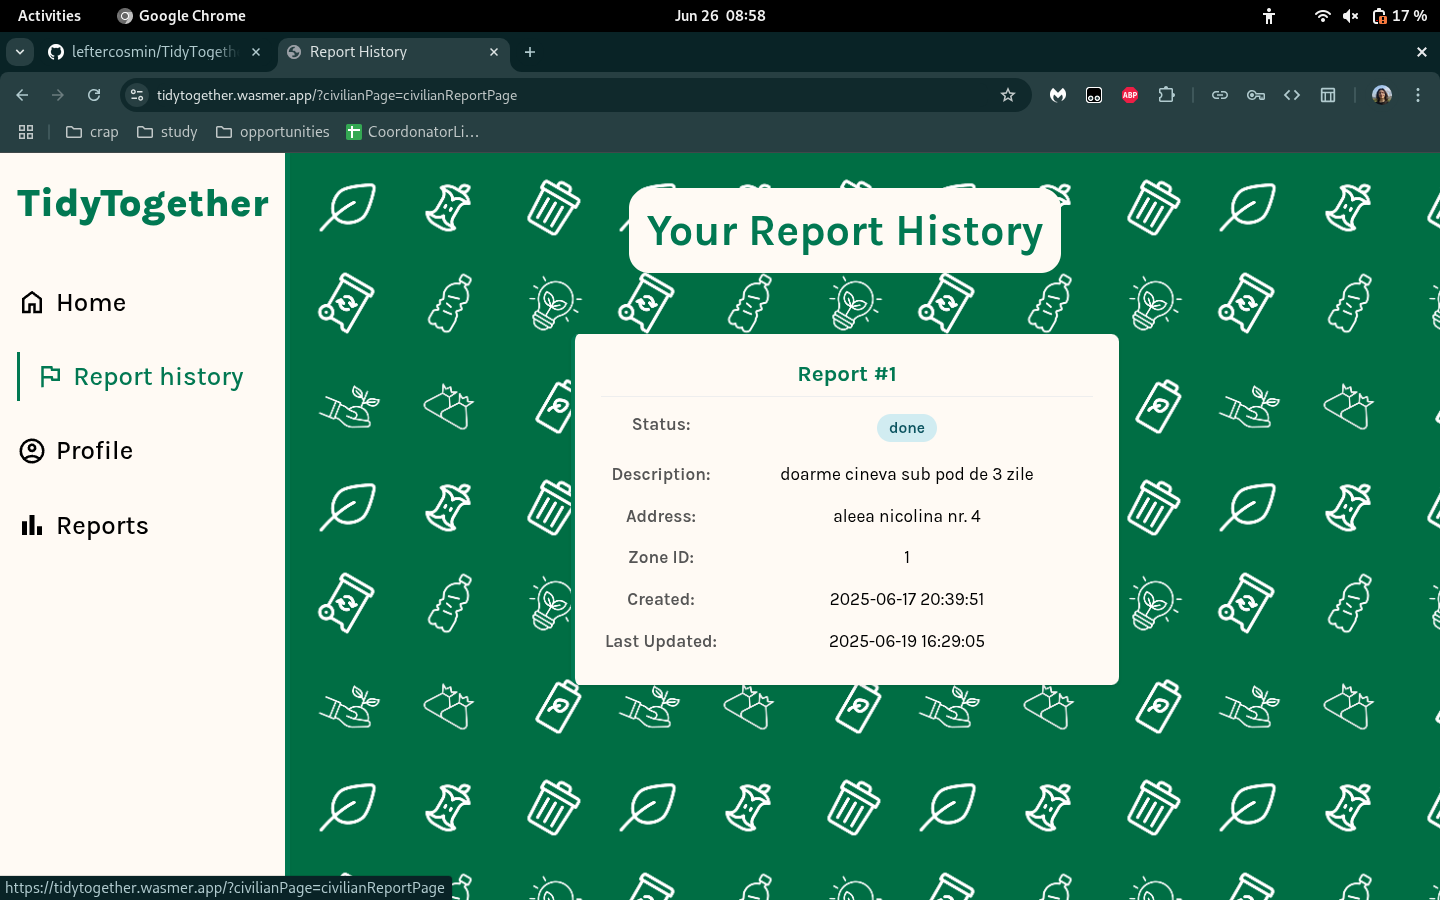 Activities
Google Chrome
Jun 26 08:58
17 %
leftercosmin/TidyTogeth
Report History
tidytogether.wasmer.app/?civilianPage=civilianReportPage
ABP
crap
study
opportunities
CoordonatorLi...
TidyTogether
Home
Report history
Profile
Reports
Your Report History
Report #1
Status: done
Description: doarme cineva sub pod de 3 zile
Address: aleea nicolina nr. 4
Zone ID: 1
Created: 2025-06-17 20:39:51
Last Updated: 2025-06-19 16:29:05
https://tidytogether.wasmer.app/?civilianPage=civilianReportPage